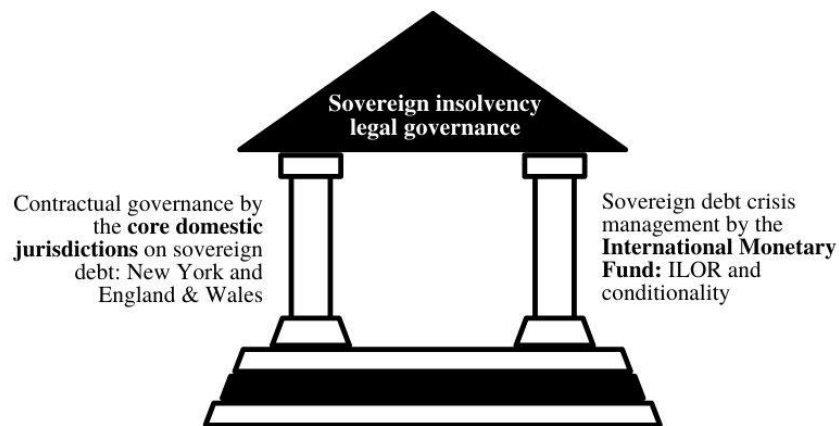 Sovereign insolvency
legal governance
Contractual governance by
the core domestic
jurisdictions on sovereign
debt: New York and
England & Wales
Sovereign debt crisis
management by the
International Monetary
Fund: ILOR and
conditionality